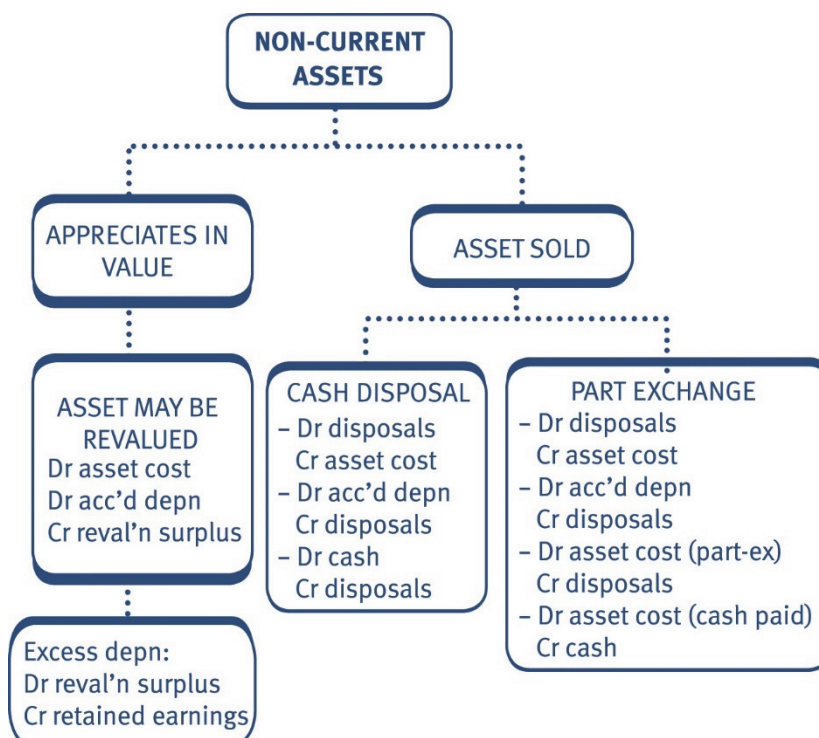 NON-CURRENT
ASSETS
APPRECIATES IN
VALUE
ASSET SOLD
ASSET MAY BE
REVALUED
Dr asset cost
Dr acc’d depn
Cr reval’n surplus
Excess depn:
Dr reval’n surplus
Cr retained earnings
CASH DISPOSAL
– Dr disposals
Cr asset cost
– Dr acc’d depn
Cr disposals
– Dr cash
Cr disposals
PART EXCHANGE
– Dr disposals
Cr asset cost
– Dr acc’d depn
Cr disposals
– Dr asset cost (part-ex)
Cr disposals
– Dr asset cost (cash paid)
Cr cash